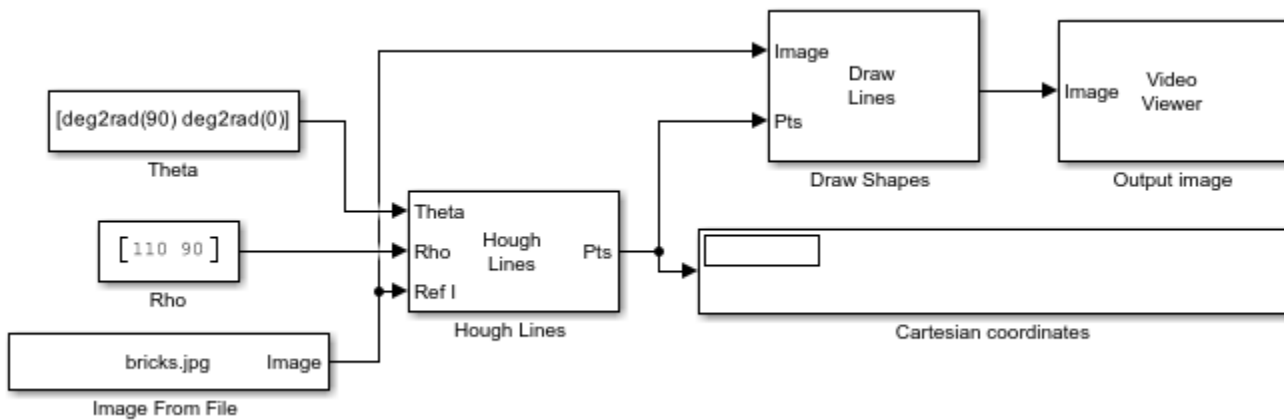 [deg2rad(90) deg2rad(0)]
Theta
[110 90]
Rho
bricks.jpg Image
Image From File
Theta
Rho
Ref I
Hough
Lines
Pts
Hough Lines
Image
Pts
Draw
Lines
Draw Shapes
Image
Video
Viewer
Output image
Cartesian coordinates